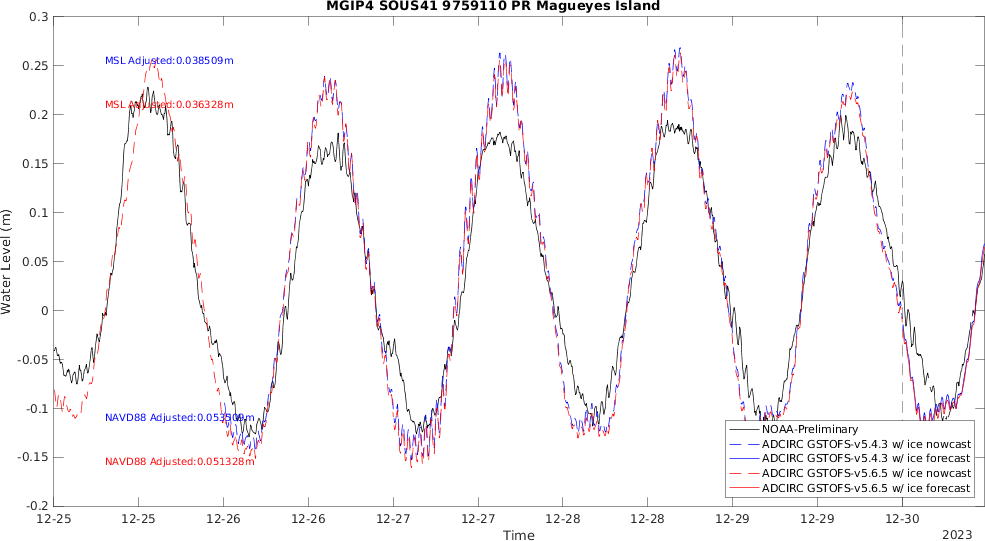 MGIP4 SOUS41 9759110 PR Magueyes Island
0.3
0.25
0.2
0.15
0.1
0.05
0
-0.05
-0.1
-0.15
-0.2
Water Level (m)
MSL Adjusted:0.038509m
MSL Adjusted:0.036328m
NAVD88 Adjusted:0.053509m
NAVD88 Adjusted:0.051328m
NOAA-Preliminary
ADCIRC GSTOFS-v5.4.3 w/ ice nowcast
ADCIRC GSTOFS-v5.4.3 w/ ice forecast
ADCIRC GSTOFS-v5.6.5 w/ ice nowcast
ADCIRC GSTOFS-v5.6.5 w/ ice forecast
12-25 12-25 12-26 12-26 12-27 12-27 12-28 12-28 12-29 12-29 12-30
Time
2023